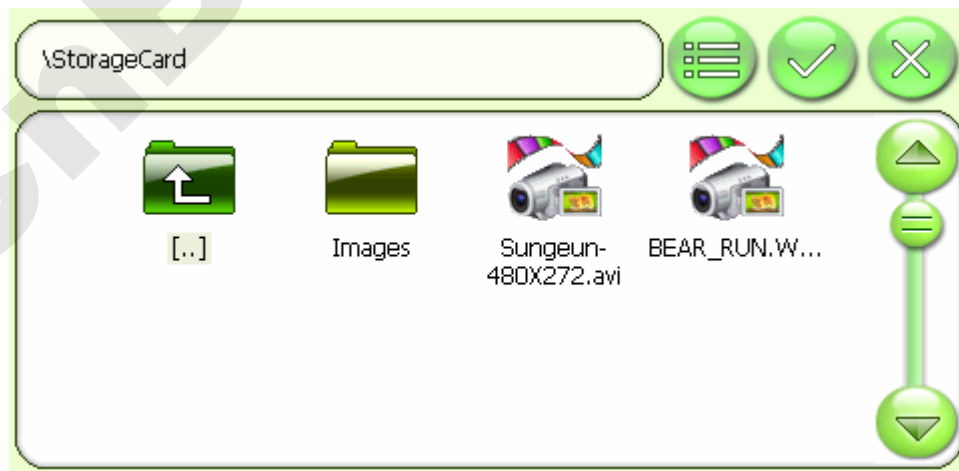 \StorageCard
[..]
Images
Sungeun-
480X272.avi
BEAR_RUN.W...